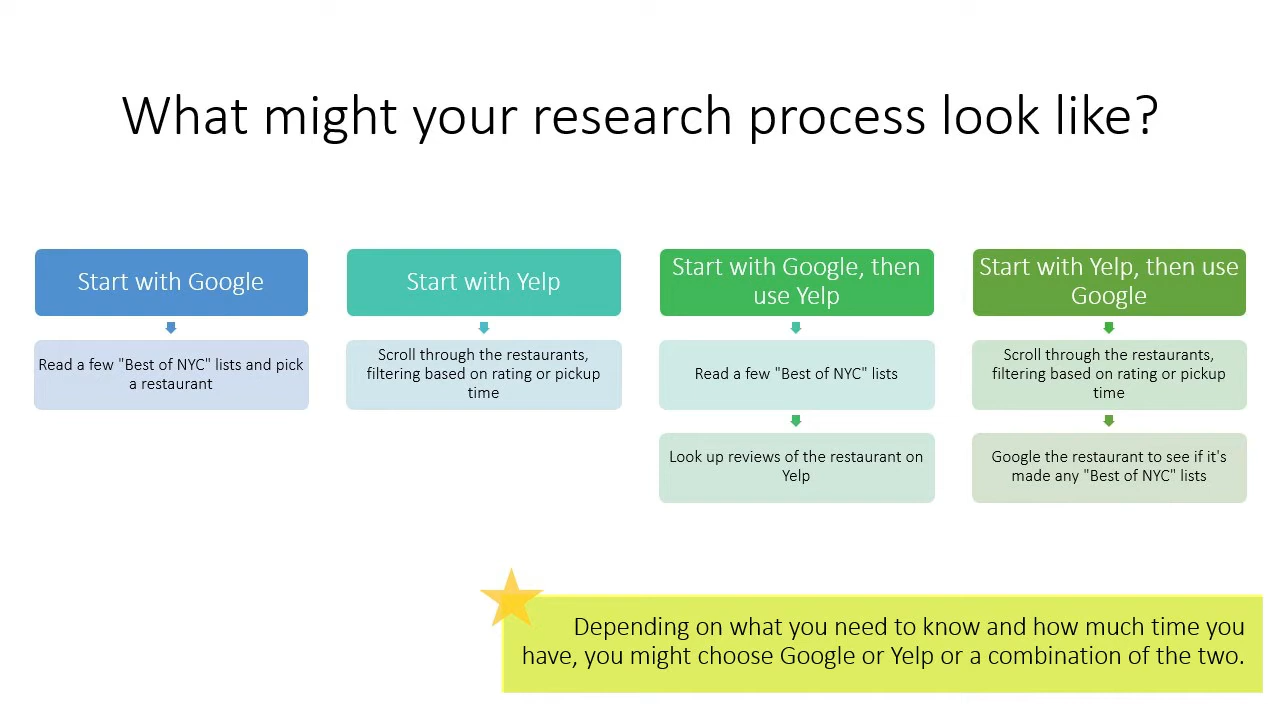 What might your research process look like?
Start with Google
Read a few "Best of NYC" lists and pick
a restaurant
Start with Yelp
Scroll through the restaurants,
filtering based on rating or pickup
time
Start with Google, then
use Yelp
Read a few "Best of NYC" lists
Look up reviews of the restaurant on
Yelp
Start with Yelp, then use
Google
Scroll through the restaurants,
filtering based on rating or pickup
time
Google the restaurant to see if it's
made any "Best of NYC" lists
Depending on what you need to know and how much time you
have, you might choose Google or Yelp or a combination of the two.